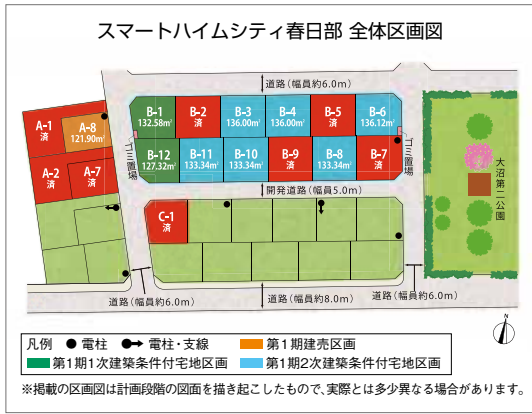 スマートハイムシティ春日部 全体区画図
道路(幅員約6.0m)
A-1
済
A-8
121.90m²
A-2
済
A-7
済
B-1
132.58m²
B-2
済
B-3
136.00m²
B-4
136.00m²
B-5
済
B-6
136.12m²
ゴミ置場
B-12
127.32m²
B-11
133.34m²
B-10
133.34m²
B-9
済
B-8
133.34m²
B-7
済
ゴミ置場
大沼第二公園
開発道路(幅員5.0m)
C-1
済
道路(幅員約6.0m)
道路(幅員約8.0m)
道路(幅員約6.0m)
N
凡例 電柱 電柱・支線 第1期建売区画
第1期1次建築条件付宅地区画 第1期2次建築条件付宅地区画
※掲載の区画図は計画段階の図面を描き起こしたもので、実際とは多少異なる場合があります。